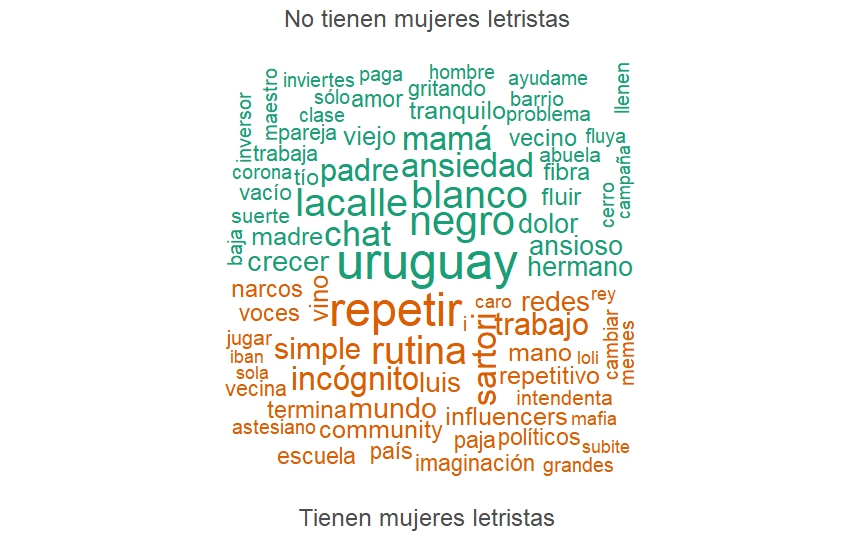 No tienen mujeres letristas
hombre
inviertes paga ayudame
gritando
maestro
llenen
sólo amor
barrio
tranquilo problema
clase
inversor
pareja viejo mamá vecino fluya
trabaja
abuela
padre ansiedad fibra
corona tío
campaña
vacío lacalle blanco fluir
cerro
suerte
negro dolor
madre chat
baja
ansioso
crecer uruguay hermano
narcos vino repetir caro redes rey
voces
i trabajo
sartori
jugar
cambiar
memes
simple rutina mano loli
iban
sola
incógnito luis repetitivo
vecina
intendenta
termina mundo influencers mafia
astesiano community
paja políticos subite
escuela país
imaginación grandes
Tienen mujeres letristas